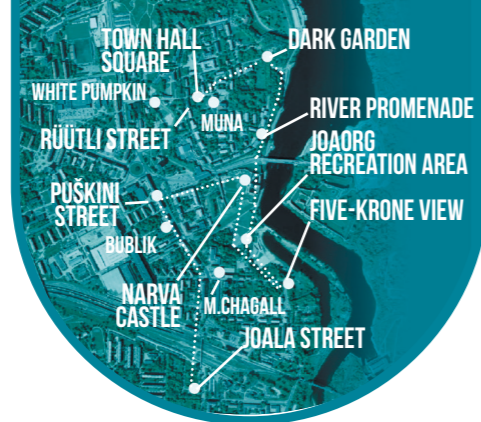 TOWN HALL
SQUARE
DARK GARDEN
WHITE PUMPKIN
MUNA
RÜÜTLI STREET
RIVER PROMENADE
JOAORG
RECREATION AREA
PUŠKINI
STREET
FIVE-KRONE VIEW
BUBLIK
NARVA
CASTLE
M.CHAGALL
JOALA STREET